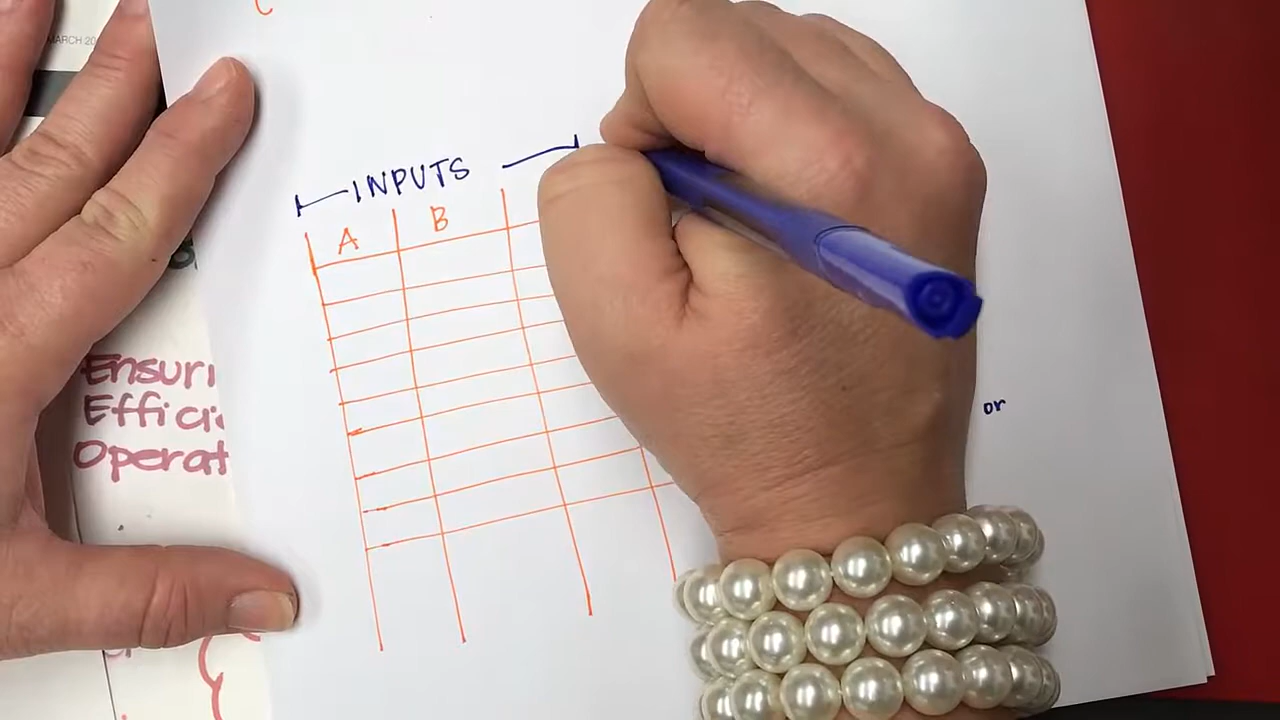 MARCH 20
INPUTS
A B
or
Ensuri
Effici
Operat